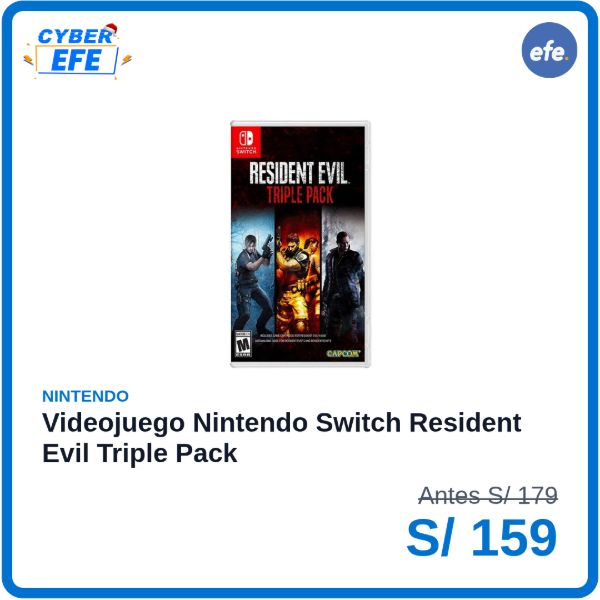 CYBER
EFE
efe.
NINTENDO
SWITCH
RESIDENT EVIL
TRIPLE PACK
M
CAPCOM
NINTENDO
Videojuego Nintendo Switch Resident
Evil Triple Pack
Antes S/ 179
S/ 159